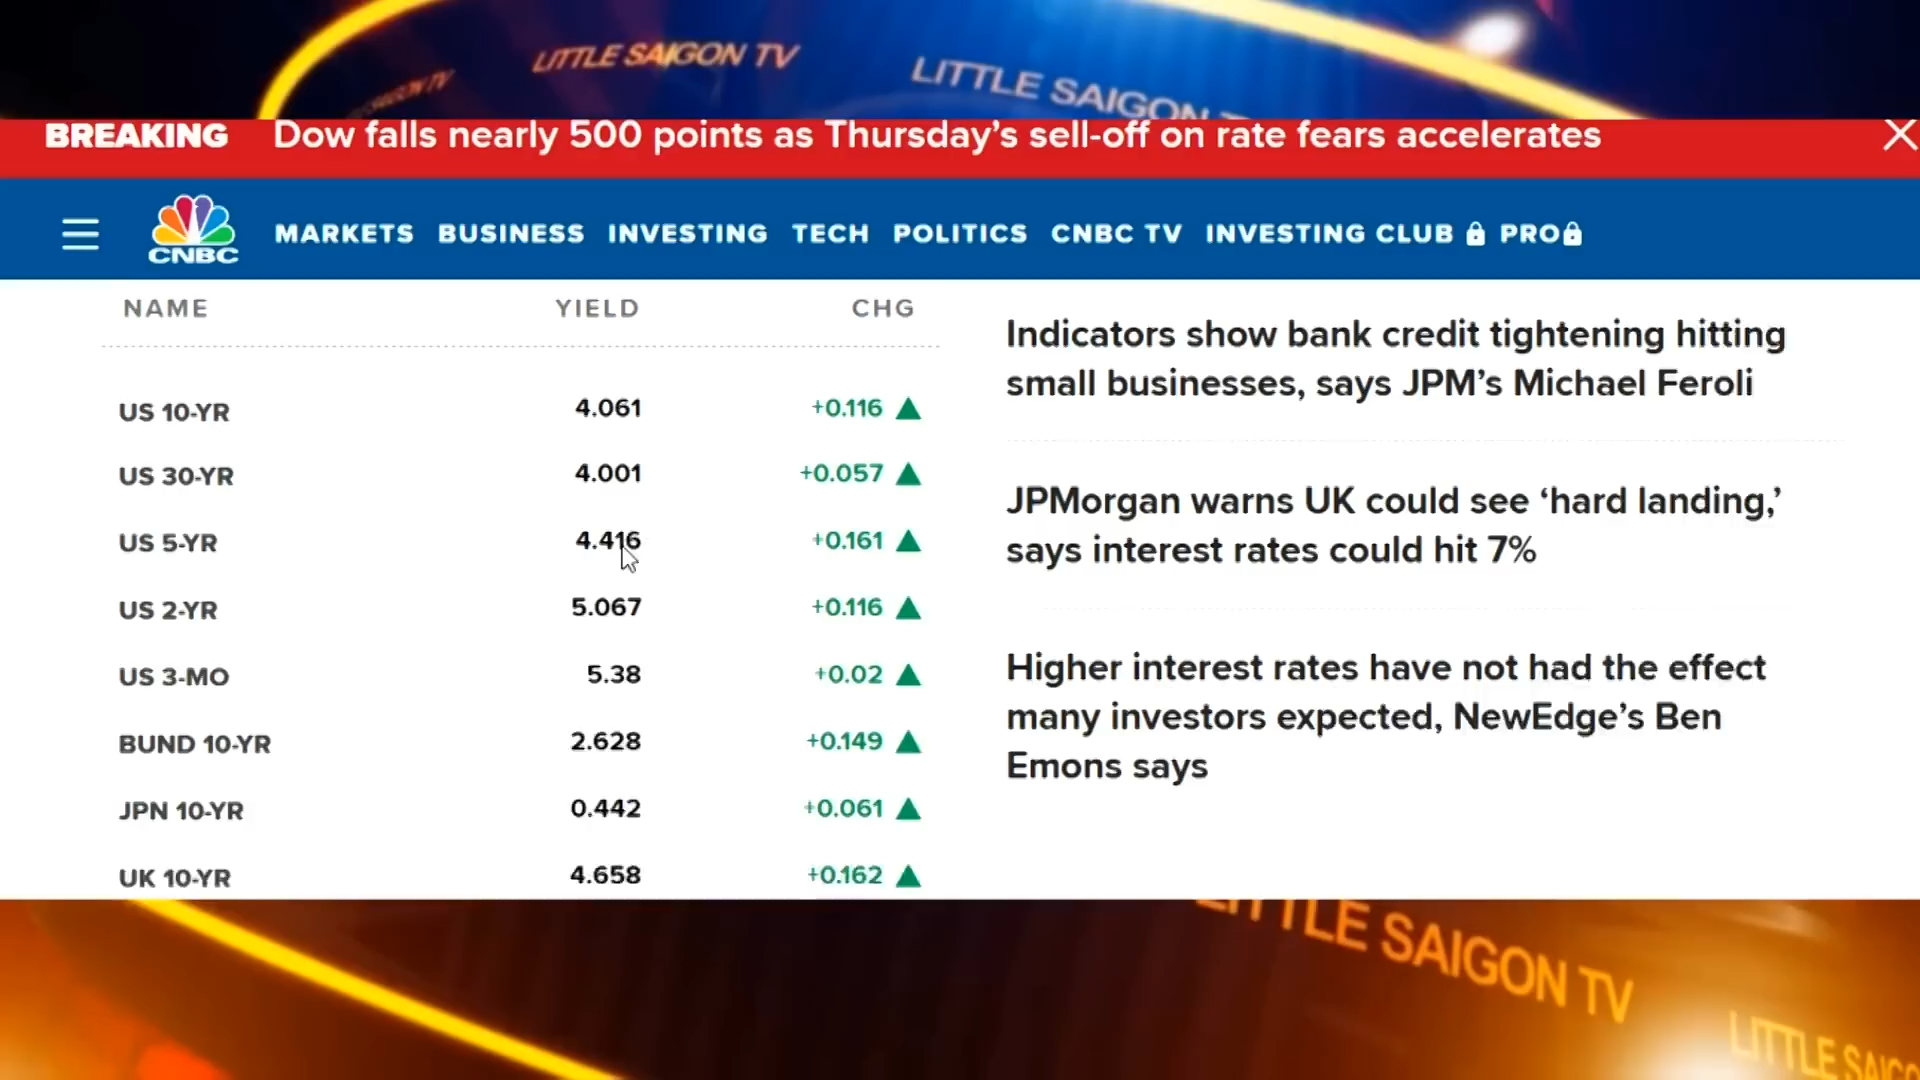 LITTLE SAIGON TV
LITTLE SAIGON TV
SAIGON TV
BREAKING Dow falls nearly 500 points as Thursday’s sell-off on rate fears accelerates
CNBC MARKETS BUSINESS INVESTING TECH POLITICS CNBC TV INVESTING CLUB PRO
NAME YIELD CHG
US 10-YR 4.061 +0.116
US 30-YR 4.001 +0.057
US 5-YR 4.416 +0.161
US 2-YR 5.067 +0.116
US 3-MO 5.38 +0.02
BUND 10-YR 2.628 +0.149
JPN 10-YR 0.442 +0.061
UK 10-YR 4.658 +0.162
Indicators show bank credit tightening hitting
small businesses, says JPM’s Michael Feroli
JPMorgan warns UK could see ‘hard landing,’
says interest rates could hit 7%
Higher interest rates have not had the effect
many investors expected, NewEdge’s Ben
Emons says
LITTLE SAIGON TV
LITTLE SAIGO